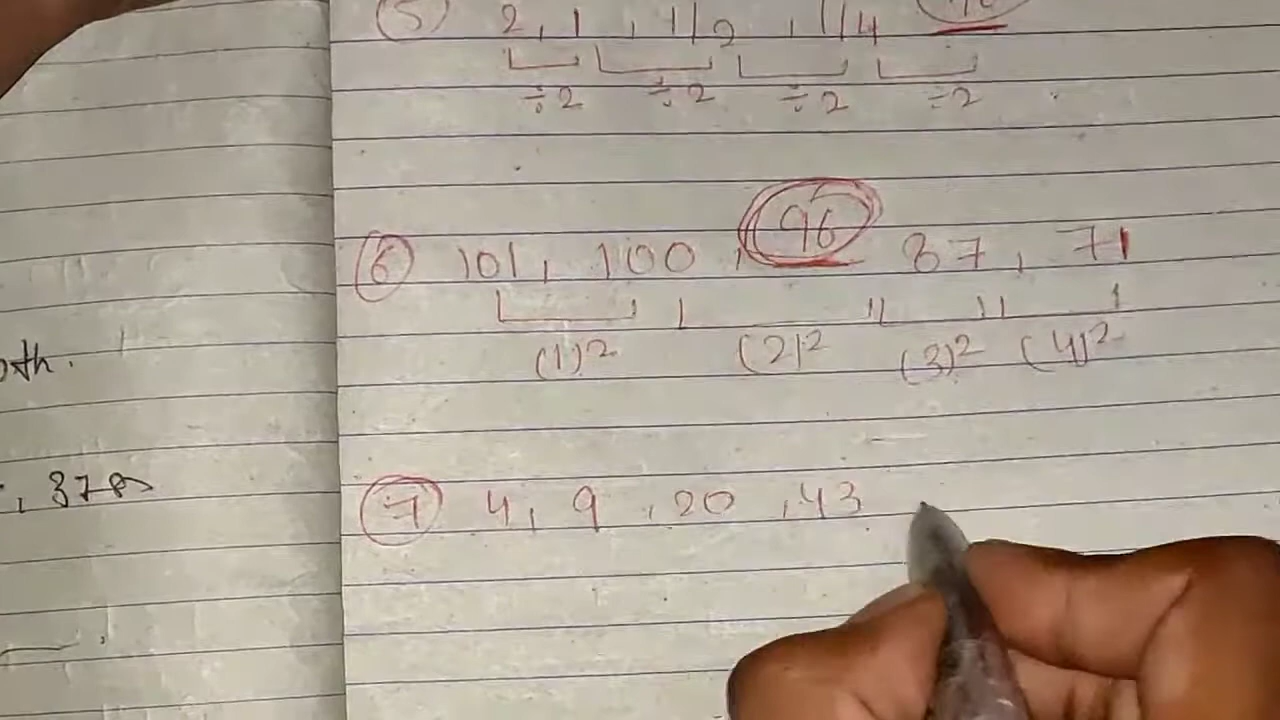 (5) 2, 1, 1/2, 1/4
÷2 ÷2 ÷2 ÷2
(6) 101, 100, 96 87, 71
(1)² (2)² (3)² (4)²
oth.
, 378
(7) 4, 9, 20, 43